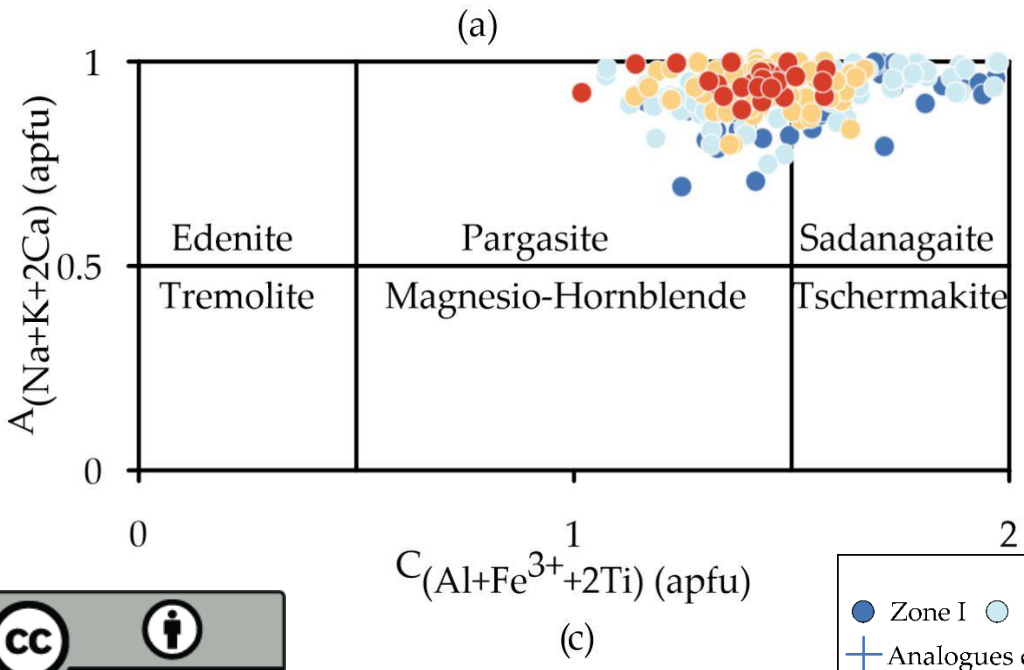 (a)
1
A(Na+K+2Ca) (apfu)
Edenite
Pargasite
Sadanagaite
0.5
Tremolite
Magnesio-Hornblende
Tschermakite
0
0
1
2
C(Al+Fe3++2Ti) (apfu)
cc
(c)
Zone I
Analogues